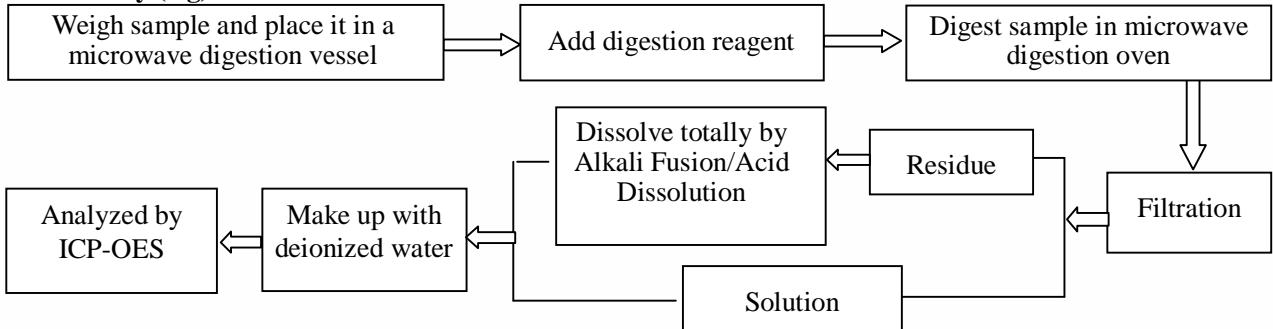 Weigh sample and place it in a
microwave digestion vessel
Add digestion reagent
Digest sample in microwave
digestion oven
Filtration
Residue
Solution
Dissolve totally by
Alkali Fusion/Acid
Dissolution
Make up with
deionized water
Analyzed by
ICP-OES